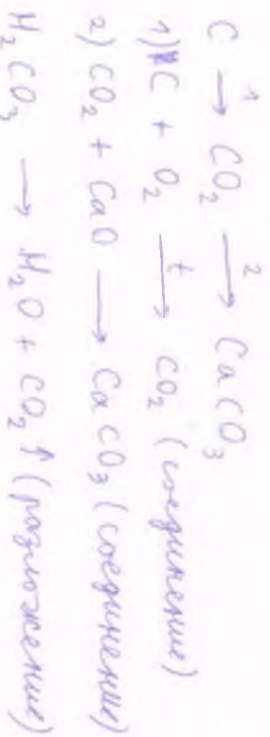 C →¹ CO₂ →² CaCO₃
1) C + O₂ →ᵗ CO₂ (соединение)
2) CO₂ + CaO → CaCO₃ (соединение)
H₂CO₃ → H₂O + CO₂↑ (разложение)